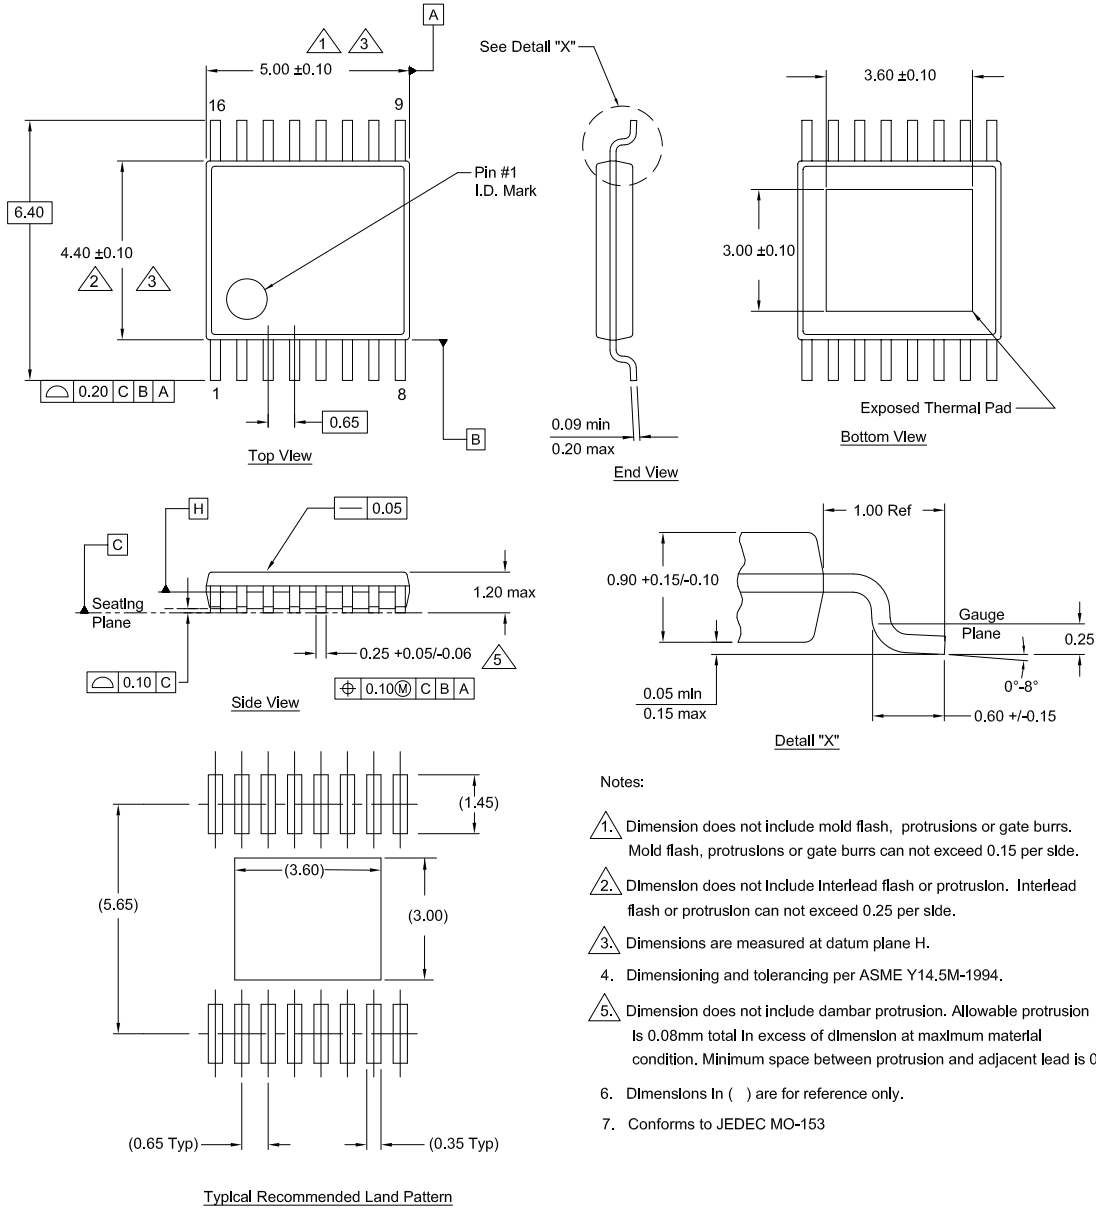 A
1 3
5.00 ±0.10
See Detail "X"
3.60 ±0.10
16 9
Pin #1
I.D. Mark
6.40
4.40 ±0.10
2 3
3.00 ±0.10
0.20 C B A
1 8
0.65
B
Top View
0.09 min
0.20 max
End View
Exposed Thermal Pad
Bottom View
H
0.05
C
1.20 max
Seating
Plane
0.25 +0.05/-0.06
5
0.10 C
0.10 Ⓜ C B A
Side View
1.00 Ref
0.90 +0.15/-0.10
Gauge
Plane
0.25
0°-8°
0.05 min
0.15 max
0.60 +/-0.15
Detail "X"
(1.45)
(3.60)
(5.65)
(3.00)
(0.65 Typ)
(0.35 Typ)
Typical Recommended Land Pattern
Notes:
1. Dimension does not include mold flash, protrusions or gate burrs.
Mold flash, protrusions or gate burrs can not exceed 0.15 per side.
2. Dimension does not include interlead flash or protrusion. Interlead
flash or protrusion can not exceed 0.25 per side.
3. Dimensions are measured at datum plane H.
4. Dimensioning and tolerancing per ASME Y14.5M-1994.
5. Dimension does not include dambar protrusion. Allowable protrusion
is 0.08mm total in excess of dimension at maximum material
condition. Minimum space between protrusion and adjacent lead is
6. Dimensions in ( ) are for reference only.
7. Conforms to JEDEC MO-153